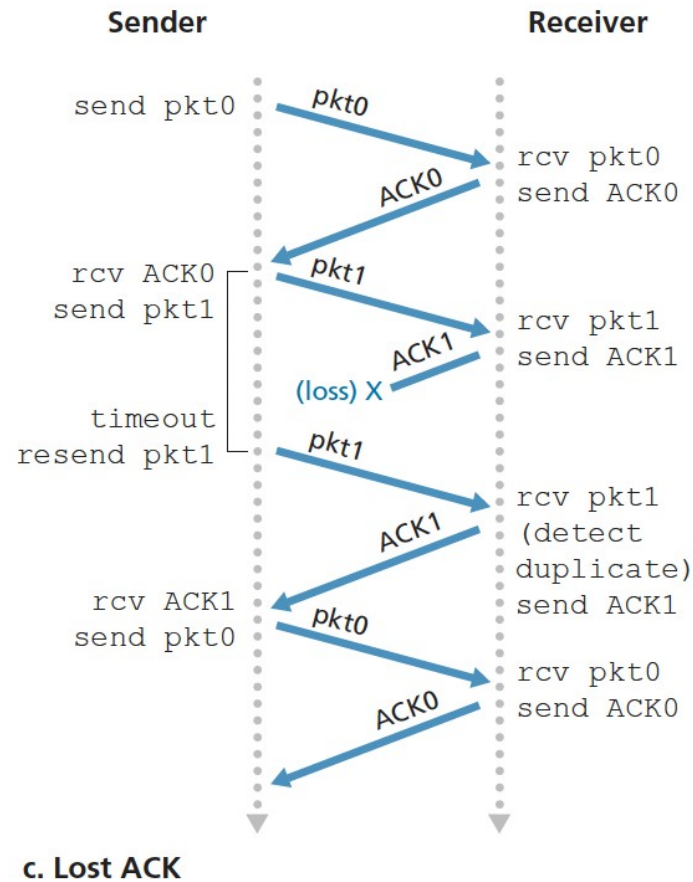 Sender
Receiver
send pkt0
pkt0
rcv pkt0
send ACK0
ACK0
rcv ACK0
send pkt1
pkt1
rcv pkt1
send ACK1
ACK1
(loss) X
timeout
resend pkt1
pkt1
rcv pkt1
(detect
duplicate)
send ACK1
ACK1
rcv ACK1
send pkt0
pkt0
rcv pkt0
send ACK0
ACK0
c. Lost ACK